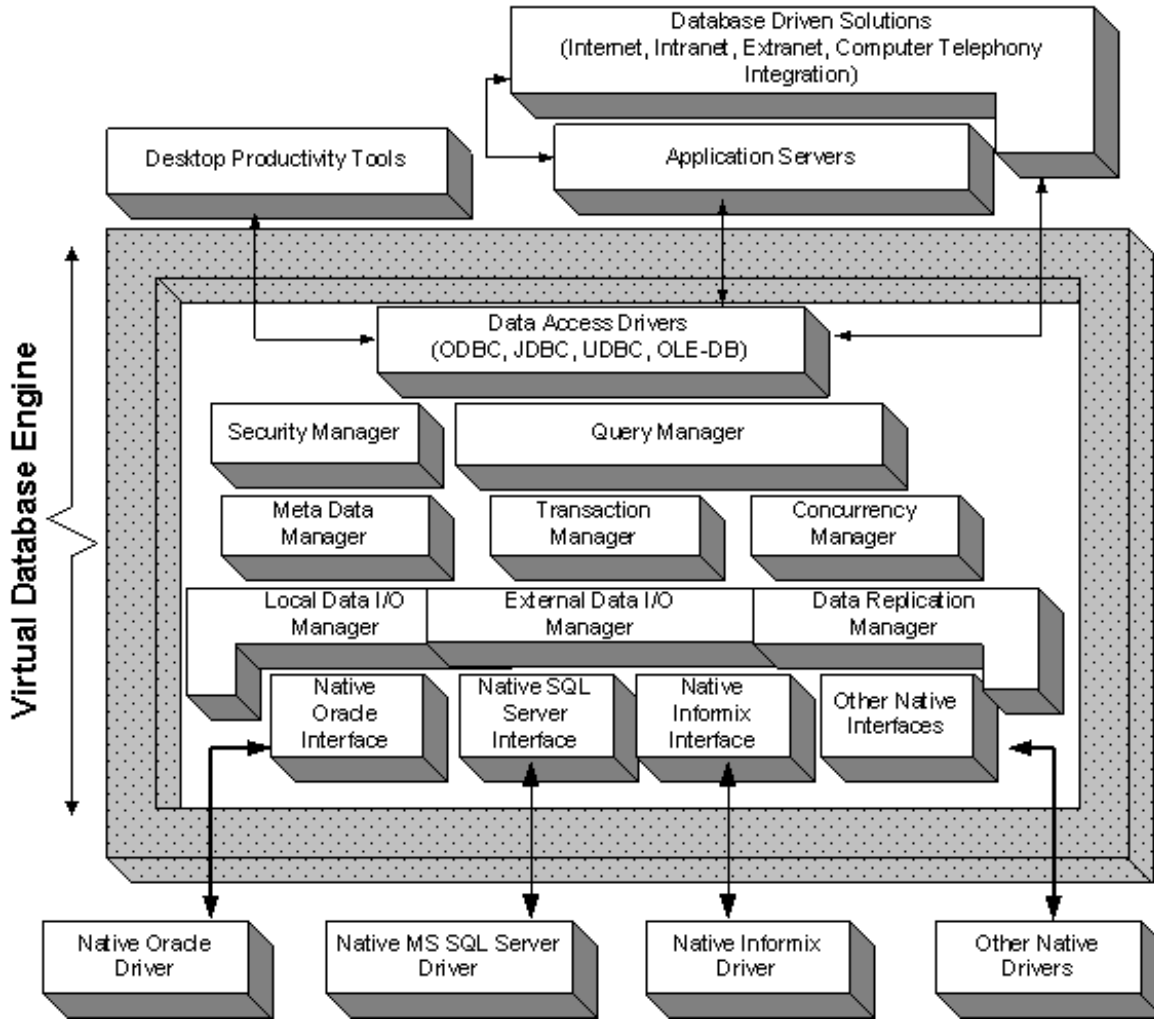 Database Driven Solutions
(Internet, Intranet, Extranet, Computer Telephony
Integration)
Desktop Productivity Tools
Application Servers
Virtual Database Engine
Data Access Drivers
(ODBC, JDBC, UDBC, OLE-DB)
Security Manager
Query Manager
Meta Data
Manager
Transaction
Manager
Concurrency
Manager
Local Data I/O
Manager
External Data I/O
Manager
Data Replication
Manager
Native
Oracle
Interface
Native SQL
Server
Interface
Native
Informix
Interface
Other Native
Interfaces
Native Oracle
Driver
Native MS SQL Server
Driver
Native Informix
Driver
Other Native
Drivers